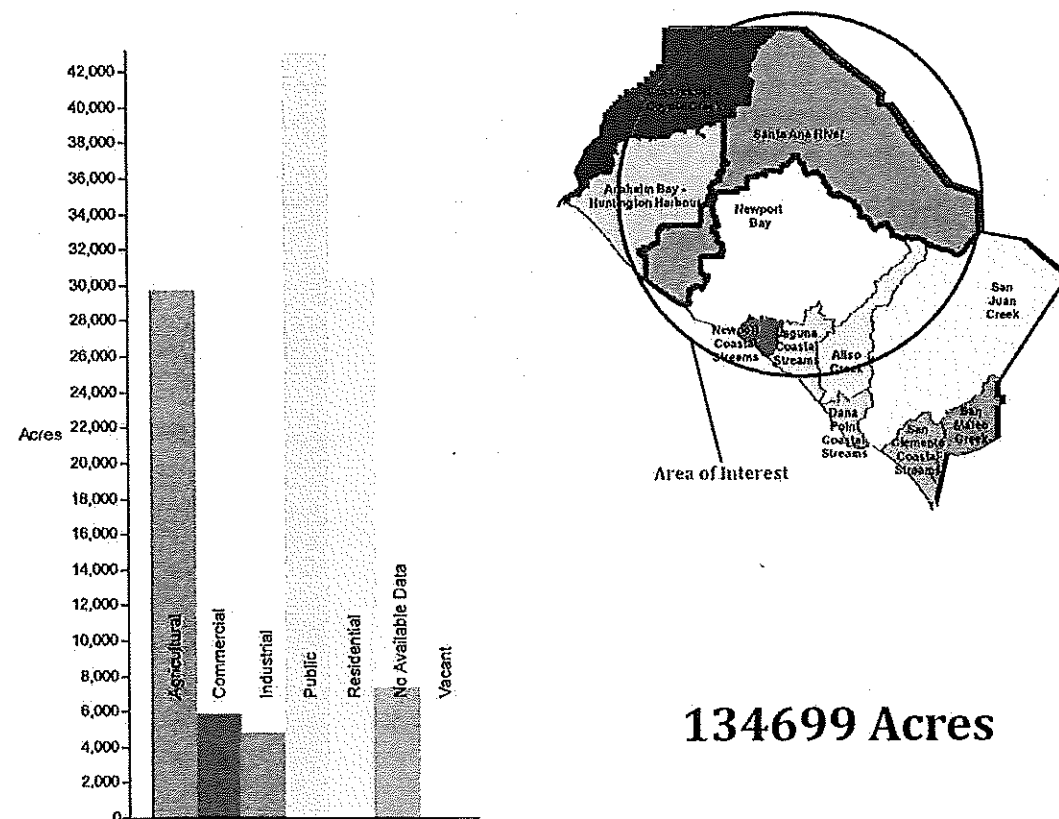 42,000
40,000
38,000
36,000
34,000
32,000
30,000
28,000
26,000
24,000
22,000
20,000
18,000
16,000
14,000
12,000
10,000
8,000
6,000
4,000
2,000
0
Acres
Agricultural
Commercial
Industrial
Public
Residential
No Available Data
Vacant
Santa Ana River
Anaheim Bay -
Huntington Harbour
Newport
Bay
San
Juan
Creek
Newport
Coastal
Streams
Laguna
Coastal
Streams
Aliso
Creek
Dana
Point
Coastal
Streams
San
Clemente
Coastal
Streams
San
Mateo
Creek
Area of Interest
134699 Acres